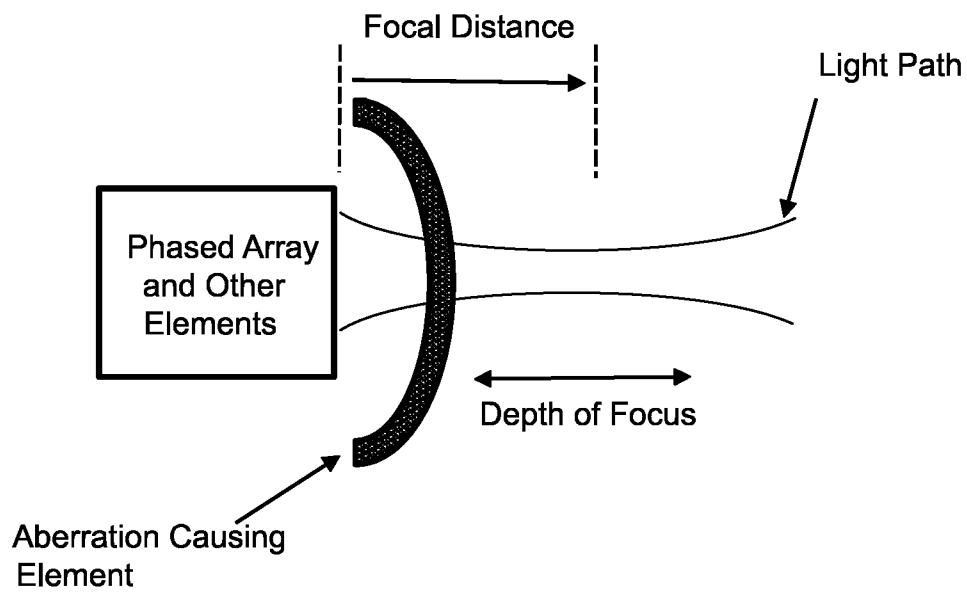 Focal Distance
Light Path
Phased Array
and Other
Elements
Depth of Focus
Aberration Causing
Element